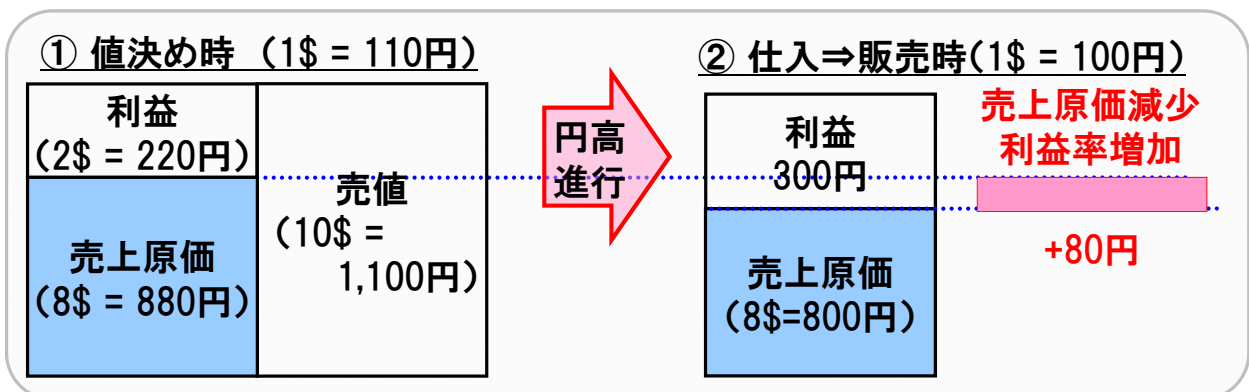 ① 値決め時 （1$ = 110円）
利益
（2$ = 220円）
売上原価
（8$ = 880円）
売値
（10$ =
1,100円）
円高
進行
② 仕入⇒販売時（1$ = 100円）
利益
300円
売上原価
（8$=800円）
売上原価減少
利益率増加
+80円